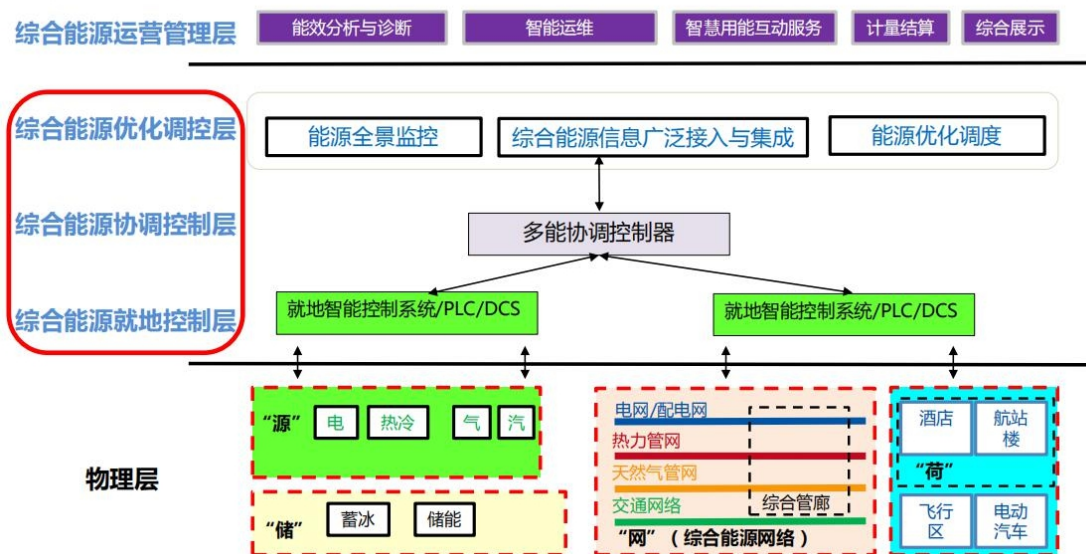 综合能源运营管理层
能效分析与诊断
智能运维
智慧用能互动服务
计量结算
综合展示
综合能源优化调控层
能源全景监控
综合能源信息广泛接入与集成
能源优化调度
综合能源协调控制层
多能协调控制器
综合能源就地控制层
就地智能控制系统/PLC/DCS
就地智能控制系统/PLC/DCS
物理层
“源”
电
热冷
气
汽
“储”
蓄冰
储能
电网/配电网
热力管网
天然气管网
交通网络
综合管廊
“网”（综合能源网络）
酒店
航站
楼
“荷”
飞行
区
电动
汽车